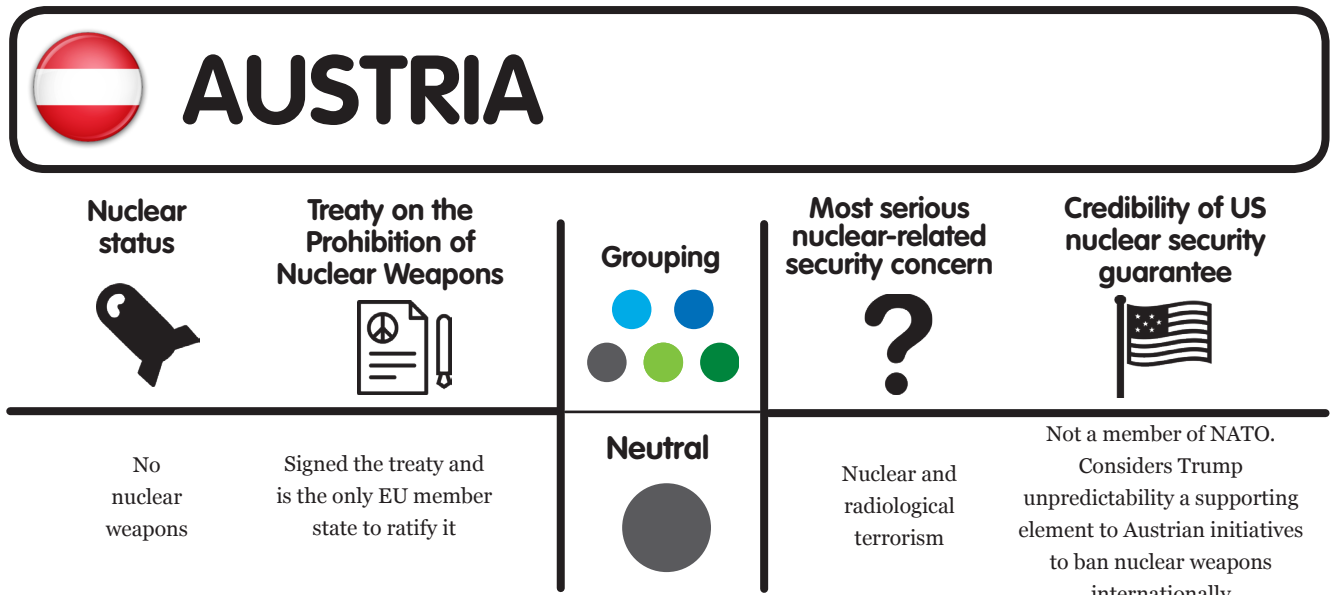 AUSTRIA
Nuclear
status
Treaty on the
Prohibition of
Nuclear Weapons
Grouping
Most serious
nuclear-related
security concern
Credibility of US
nuclear security
guarantee
No
nuclear
weapons
Signed the treaty and
is the only EU member
state to ratify it
Neutral
Nuclear and
radiological
terrorism
Not a member of NATO.
Considers Trump
unpredictability a supporting
element to Austrian initiatives
to ban nuclear weapons
internationally